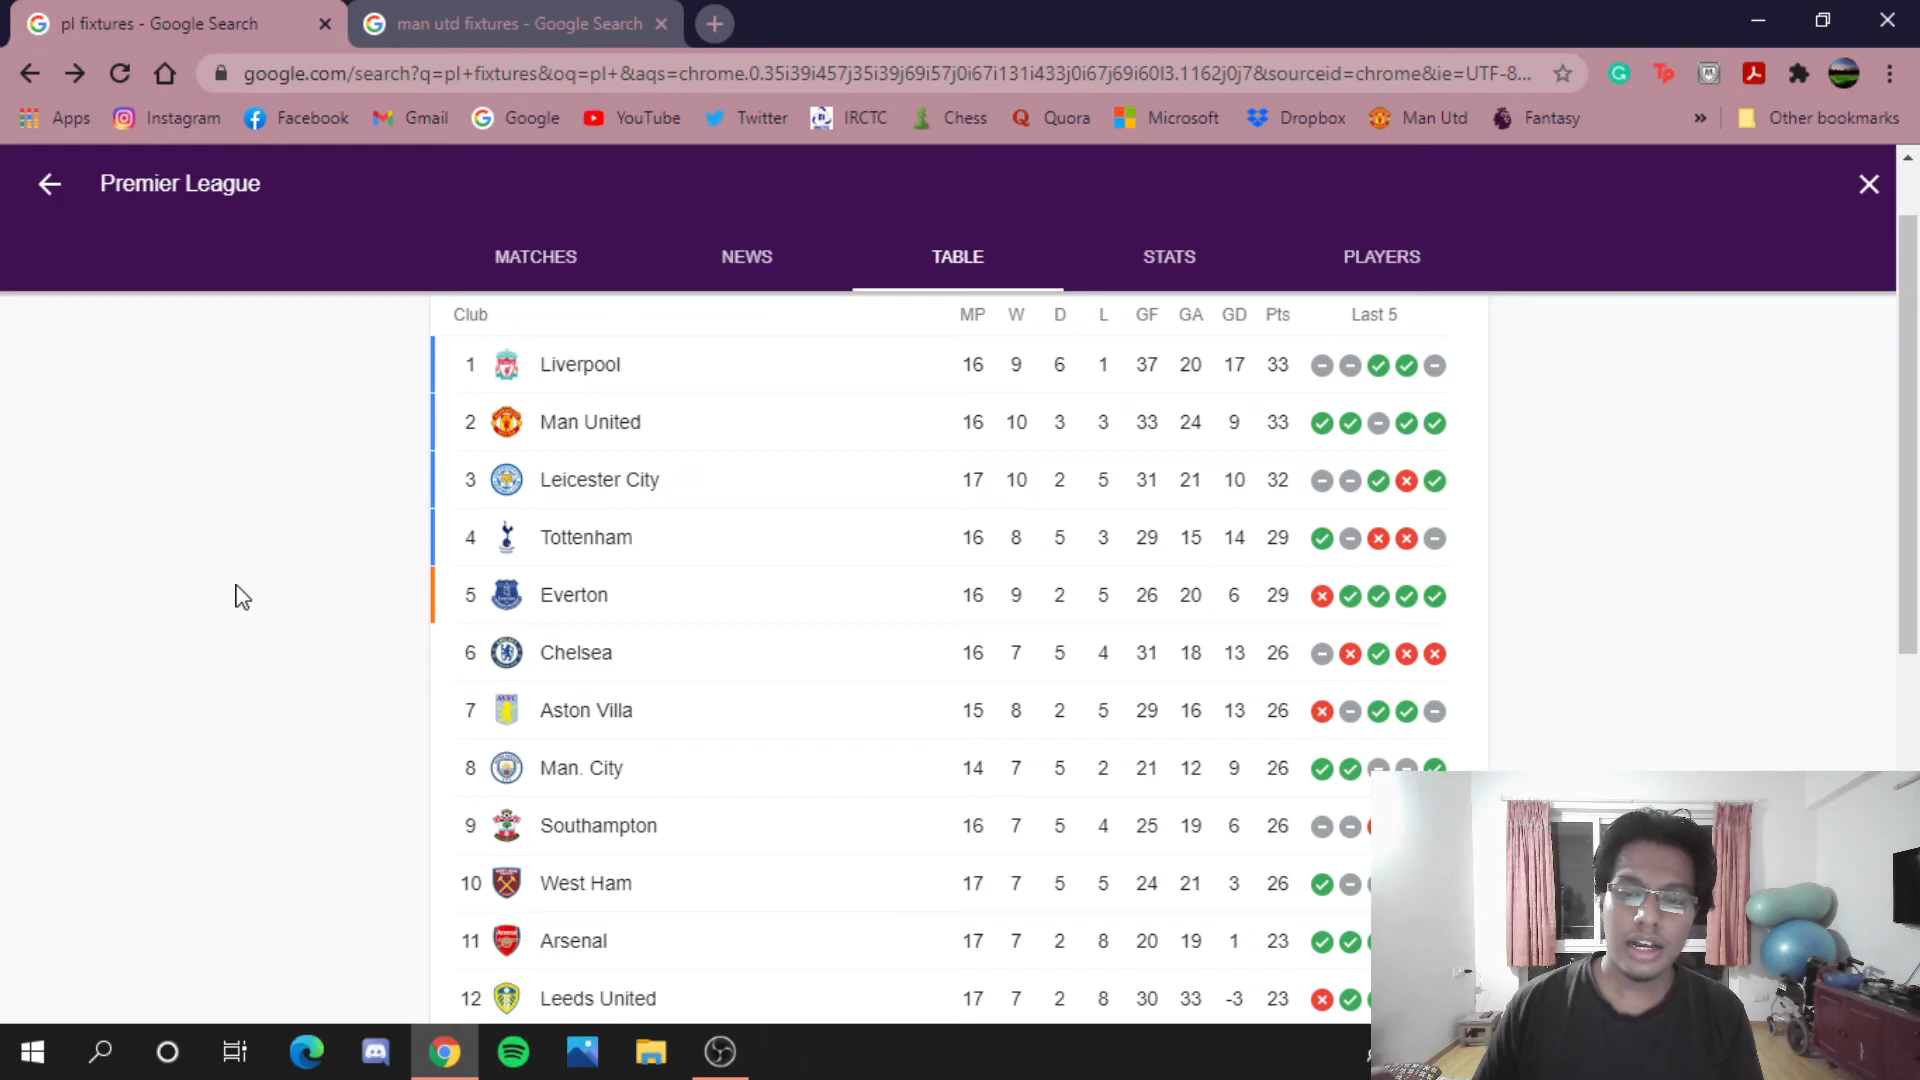 pl fixtures - Google Search
man utd fixtures - Google Search
google.com/search?q=pl+fixtures&oq=pl+&aqs=chrome.0.35i39i457j35i39j69i57j0i67i131i433j0i67j69i60l3.1162j0j7&sourceid=chrome&ie=UTF-8...
Apps Instagram Facebook Gmail Google YouTube Twitter IRCTC Chess Quora Microsoft Dropbox Man Utd Fantasy » Other bookmarks
Premier League
MATCHES NEWS TABLE STATS PLAYERS
Club MP W D L GF GA GD Pts Last 5
1 Liverpool 16 9 6 1 37 20 17 33
2 Man United 16 10 3 3 33 24 9 33
3 Leicester City 17 10 2 5 31 21 10 32
4 Tottenham 16 8 5 3 29 15 14 29
5 Everton 16 9 2 5 26 20 6 29
6 Chelsea 16 7 5 4 31 18 13 26
7 Aston Villa 15 8 2 5 29 16 13 26
8 Man. City 14 7 5 2 21 12 9 26
9 Southampton 16 7 5 4 25 19 6 26
10 West Ham 17 7 5 5 24 21 3 26
11 Arsenal 17 7 2 8 20 19 1 23
12 Leeds United 17 7 2 8 30 33 -3 23